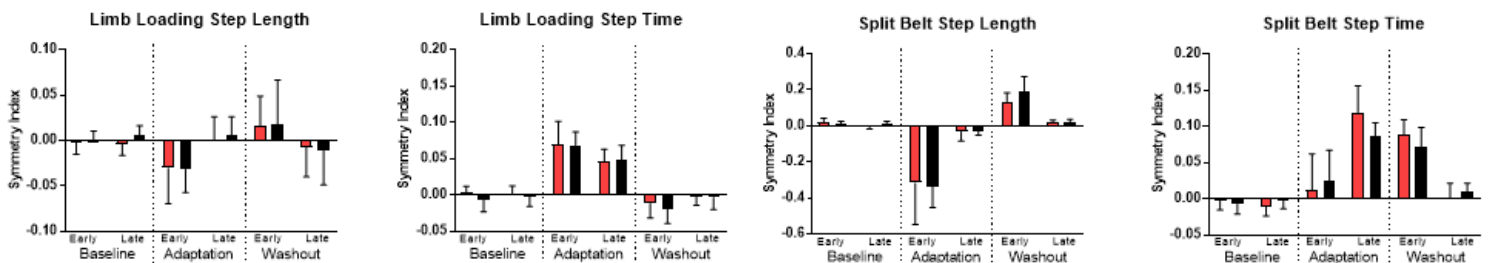 Limb Loading Step Length
Symmetry Index
0.10
0.05
0.00
-0.05
-0.10
Early Late Early Late Early Late
Baseline Adaptation Washout
Limb Loading Step Time
Symmetry Index
0.20
0.15
0.10
0.05
0.00
-0.05
Early Late Early Late Early Late
Baseline Adaptation Washout
Split Belt Step Length
Symmetry Index
0.4
0.2
0.0
-0.2
-0.4
-0.6
Early Late Early Late Early Late
Baseline Adaptation Washout
Split Belt Step Time
Symmetry Index
0.20
0.15
0.10
0.05
0.00
-0.05
Early Late Early Late Early Late
Baseline Adaptation Washout